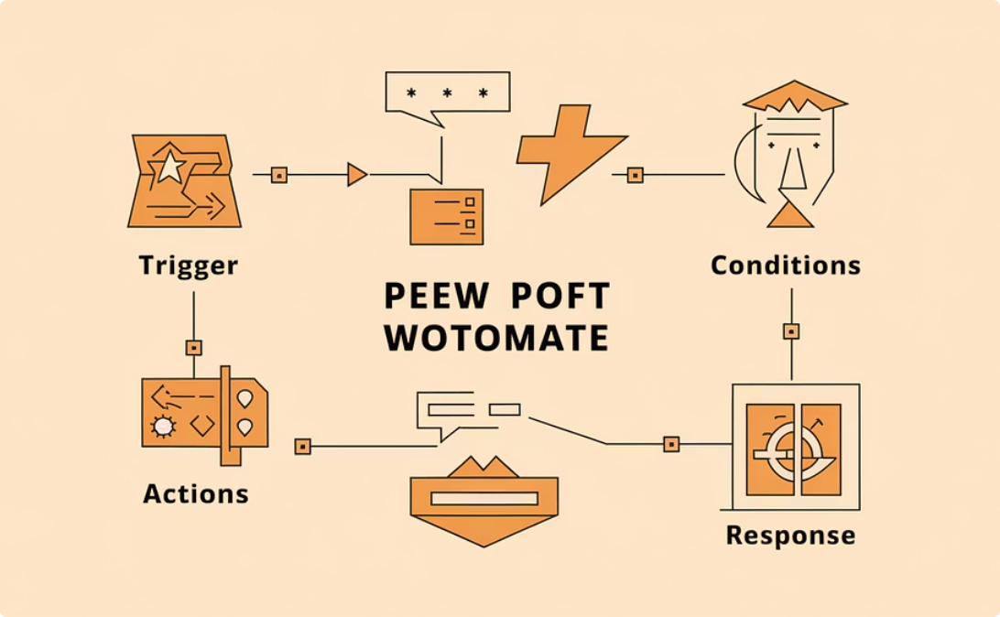 * * *
Trigger
Conditions
PEEW POFT
WOTOMATE
Actions
Response